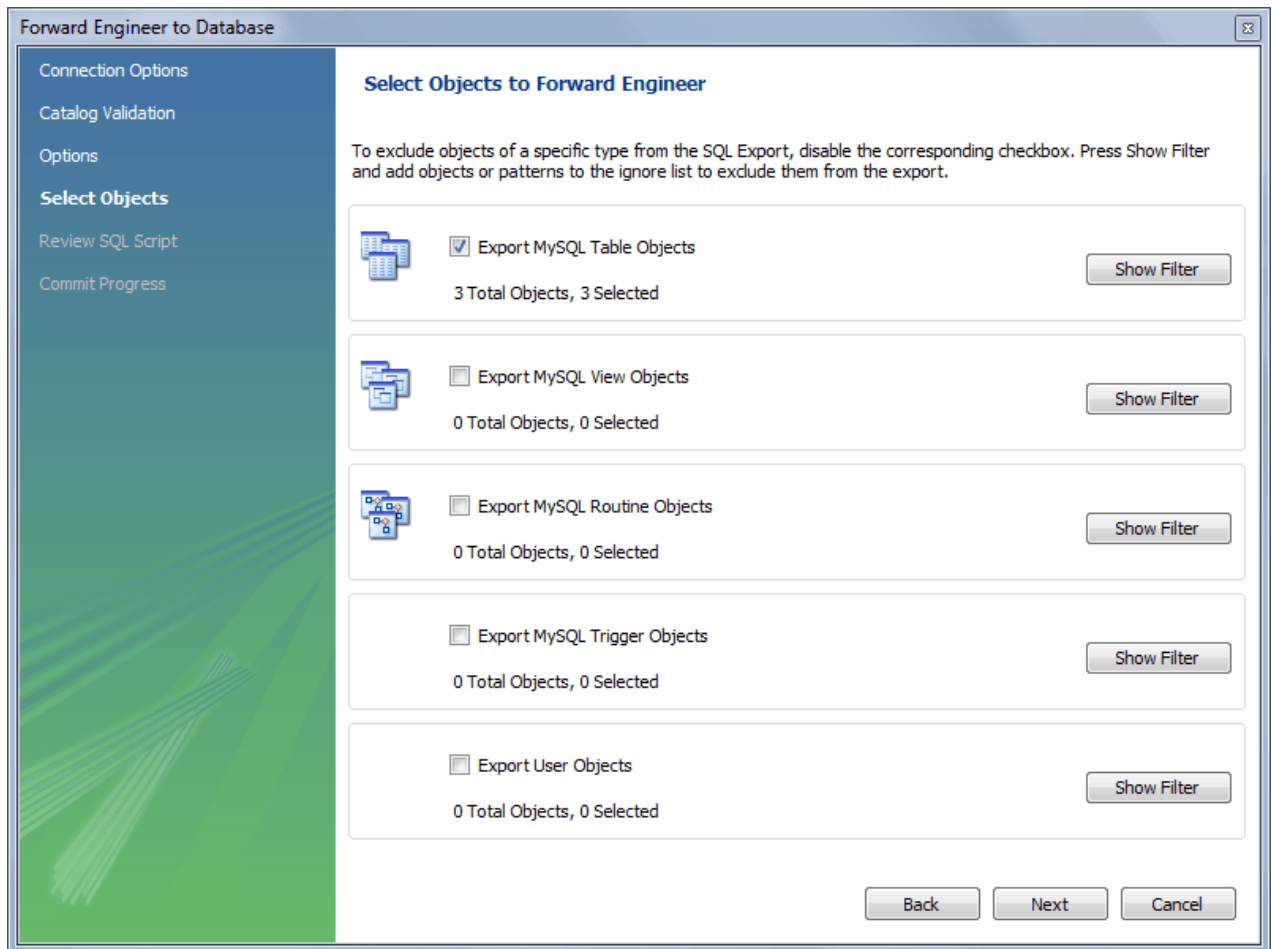 Forward Engineer to Database
Connection Options
Catalog Validation
Options
Select Objects
Review SQL Script
Commit Progress
Select Objects to Forward Engineer
To exclude objects of a specific type from the SQL Export, disable the corresponding checkbox. Press Show Filter
and add objects or patterns to the ignore list to exclude them from the export.
Export MySQL Table Objects
3 Total Objects, 3 Selected
Show Filter
Export MySQL View Objects
0 Total Objects, 0 Selected
Show Filter
Export MySQL Routine Objects
0 Total Objects, 0 Selected
Show Filter
Export MySQL Trigger Objects
0 Total Objects, 0 Selected
Show Filter
Export User Objects
0 Total Objects, 0 Selected
Show Filter
Back
Next
Cancel